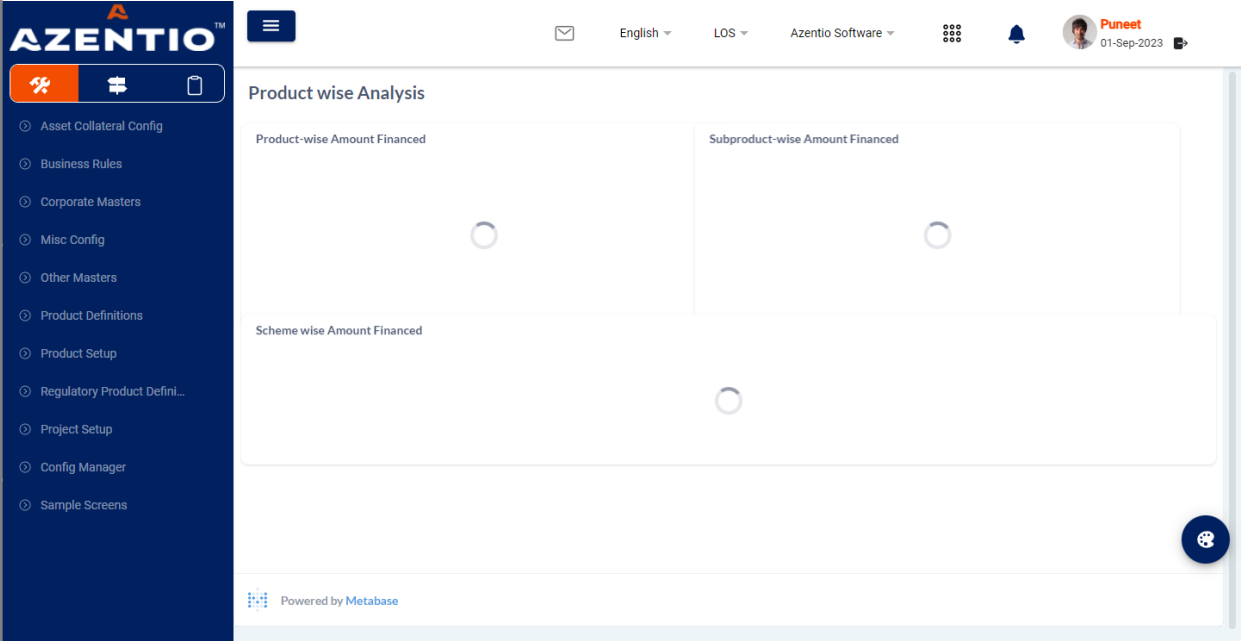 AZENTIO™
English
LOS
Azentio Software
Puneet
01-Sep-2023
Asset Collateral Config
Business Rules
Corporate Masters
Misc Config
Other Masters
Product Definitions
Product Setup
Regulatory Product Defini...
Project Setup
Config Manager
Sample Screens
Product wise Analysis
Product-wise Amount Financed
Subproduct-wise Amount Financed
Scheme wise Amount Financed
Powered by Metabase